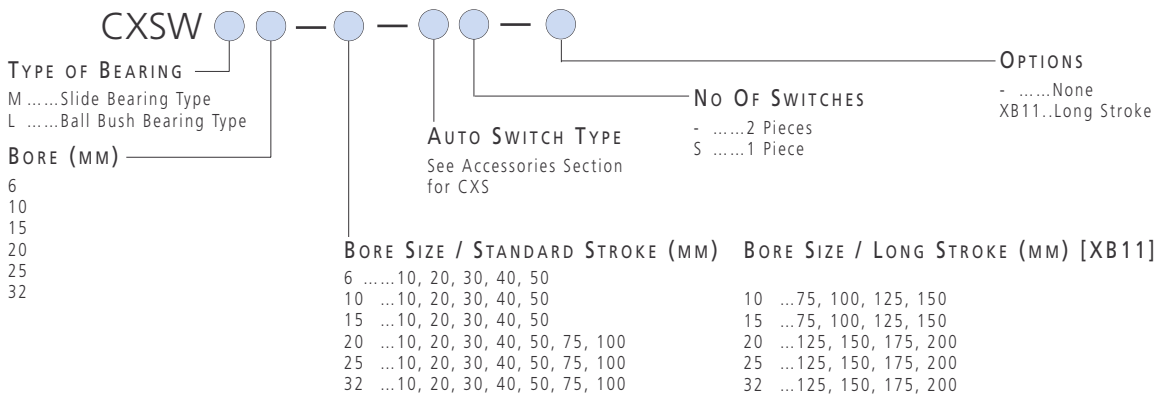 CXSW — — —
TYPE OF BEARING
M ......Slide Bearing Type
L ......Ball Bush Bearing Type
BORE (MM)
6
10
15
20
25
32
BORE SIZE / STANDARD STROKE (MM)
6 ......10, 20, 30, 40, 50
10 ...10, 20, 30, 40, 50
15 ...10, 20, 30, 40, 50
20 ...10, 20, 30, 40, 50, 75, 100
25 ...10, 20, 30, 40, 50, 75, 100
32 ...10, 20, 30, 40, 50, 75, 100
BORE SIZE / LONG STROKE (MM) [XB11]
10 ...75, 100, 125, 150
15 ...75, 100, 125, 150
20 ...125, 150, 175, 200
25 ...125, 150, 175, 200
32 ...125, 150, 175, 200
AUTO SWITCH TYPE
See Accessories Section
for CXS
NO OF SWITCHES
- ......2 Pieces
S ......1 Piece
OPTIONS
- ......None
XB11..Long Stroke